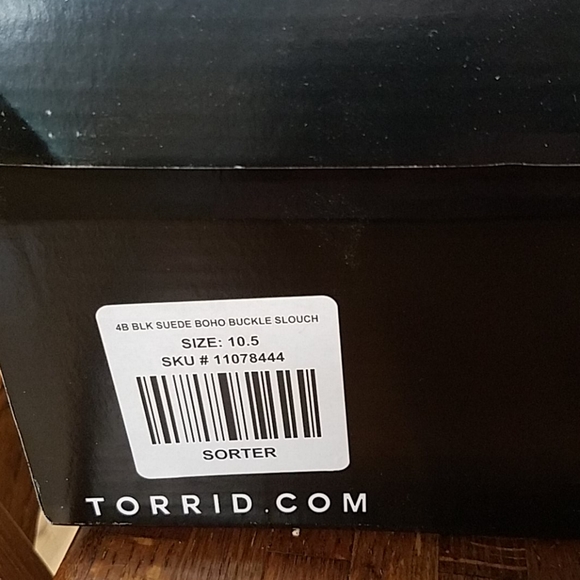 4B BLK SUEDE BOHO BUCKLE SLOUCH
SIZE: 10.5
SKU # 11078444
SORTER
TORRID.COM